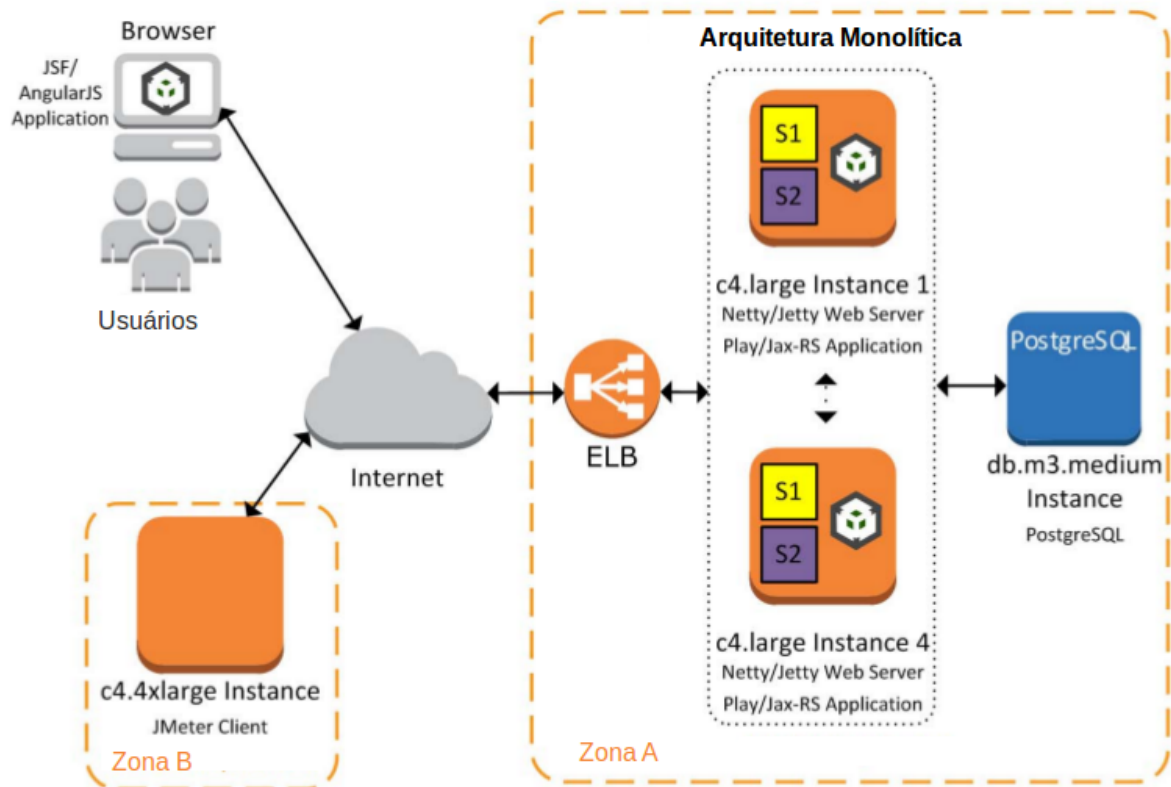 Browser
JSF/
AngularJS
Application
Usuários
Internet
c4.4xlarge Instance
JMeter Client
Zona B
Arquitetura Monolítica
ELB
S1
S2
c4.large Instance 1
Netty/Jetty Web Server
Play/Jax-RS Application
S1
S2
c4.large Instance 4
Netty/Jetty Web Server
Play/Jax-RS Application
PostgreSQL
db.m3.medium
Instance
PostgreSQL
Zona A